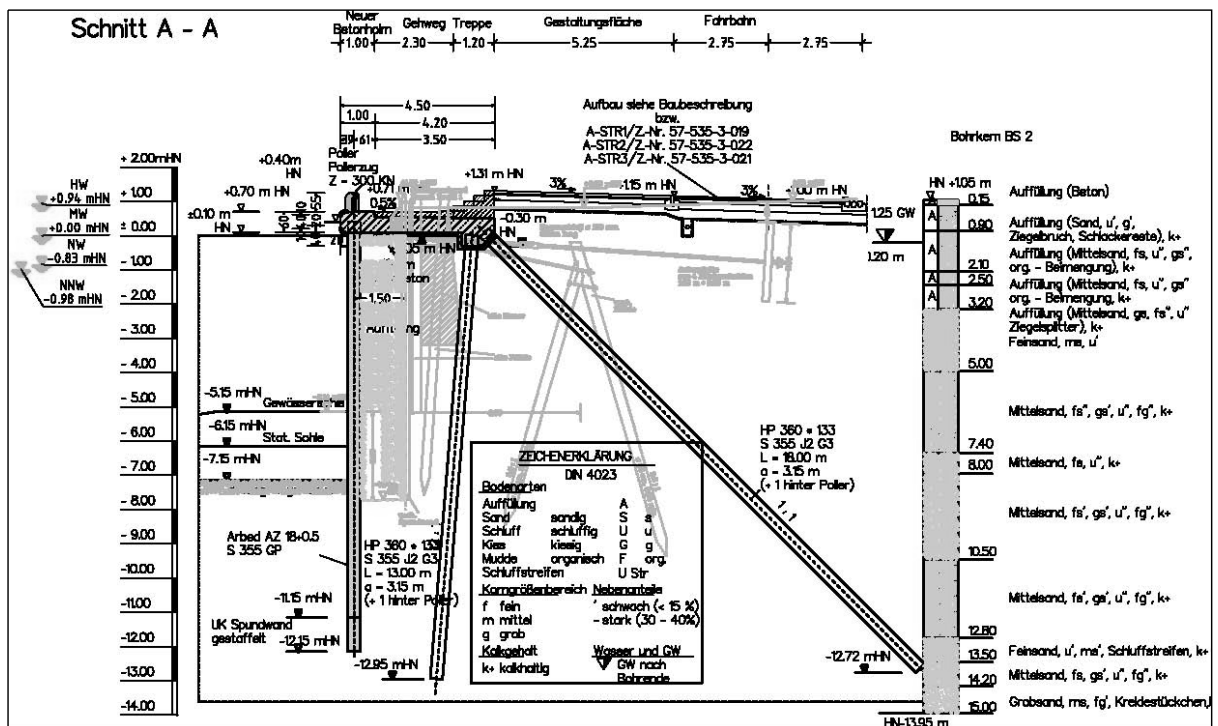 Schnitt A - A
Neuer
Betonholm
Gehweg
Treppe
Gestaltungsfläche
Fahrbahn
1.00
2.30
1.20
5.25
2.75
2.75
4.50
1.00
4.20
3.50
Aufbau siehe Baubeschreibung
bzw.
A-STR1/Z-Nr. 57-535-3-019
A-STR2/Z-Nr. 57-535-3-022
A-STR3/Z-Nr. 57-535-3-021
Bohrkern BS 2
Poller
Pollerzug
Z - 300 KN
+ 2.00mHN
+ 1.00
± 0.00
- 1.00
- 2.00
- 3.00
- 4.00
- 5.00
- 6.00
- 7.00
- 8.00
- 9.00
-10.00
-11.00
-12.00
-13.00
-14.00
HW
+0.94 mHN
MW
+0.00 mHN
NW
-0.83 mHN
NNW
-0.98 mHN
+0.40m
HN
+0.70 m HN
±0.10 m
HN
0.5%
+1.31 m HN
3%
-1.15 m HN
3%
-0.30 m
HN
1.25 GW
1.50
-5.15 mHN
-6.15 mHN
Stat. Sohle
-7.15 mHN
Arbed AZ 18+0.5
S 355 GP
-11.15 mHN
UK Spundwand
gestaffelt
-12.15 mHN
-12.95 mHN
HP 360 * 133
S 355 J2 G3
L = 13.00 m
a = 3.15 m
(+ 1 hinter Poller)
HP 360 * 133
S 355 J2 G3
L = 18.00 m
a = 3.15 m
(+ 1 hinter Poller)
1:1
-12.72 mHN
ZEICHENERKLÄRUNG
DIN 4023
Bodenarten
Auffüllung A
Sand sandig S s
Schluff schluffig U u
Kies kiesig G g
Mudde organisch F org.
Schluffstreifen U Str
Korngrößenbereich Nebenanteile
f fein ' schwach (< 15 %)
m mittel - stark (30 - 40%)
g grob
Kalkgehalt Wasser und GW
k+ kalkhaltig GW nach
Bohrende
HN +1.05 m
0.15
0.90
2.10
2.50
3.20
5.00
7.40
8.00
10.50
12.80
13.50
14.20
15.00
HN-13.95 m
A
A
A
A
Auffüllung (Beton)
Auffüllung (Sand, u', g',
Ziegelbruch, Schlackereste), k+
Auffüllung (Mittelsand, fs, u'', gs''
org. - Beimengung), k+
Auffüllung (Mittelsand, fs, u'', gs''
org. - Beimengung, k+
Auffüllung (Mittelsand, gs, fs'', u''
Ziegelsplitter), k+
Feinsand, ms, u'
Mittelsand, fs'', gs', u'', fg'', k+
Mittelsand, fs, u'', k+
Mittelsand, fs', gs', u'', fg'', k+
Mittelsand, fs', gs', u'', fg'', k+
Feinsand, u', ms', Schluffstreifen, k+
Mittelsand, fs, gs', u'', fg'', k+
Grobsand, ms, fg', Kreidestückchen,